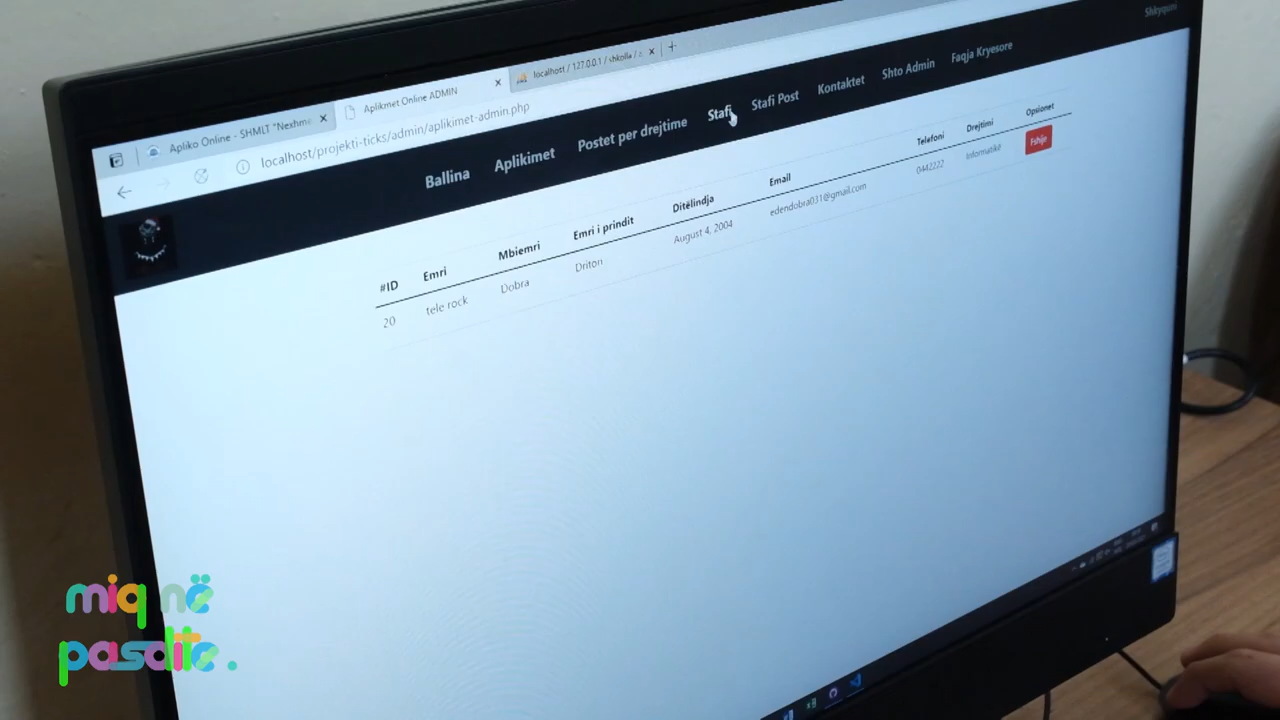 Apliko Online - SHMLT "Nexhm
Aplikmet Online ADMIN
localhost / 127.0.0.1 / shkolla / a
localhost/projekti-ticks/admin/aplikimet-admin.php
Shkyquni
Ballina Aplikimet Postet per drejtime Stafi Stafi Post Kontaktet Shto Admin Faqja Kryesore
#ID Emri Mbiemri Emri i prindit Ditëlindja Email Telefoni Drejtimi Opsionet
20 tele rock Dobra Dritori August 4, 2004 edendobra031@gmail.com 0442222 Informatikë Fshije
miq në
pasdite.